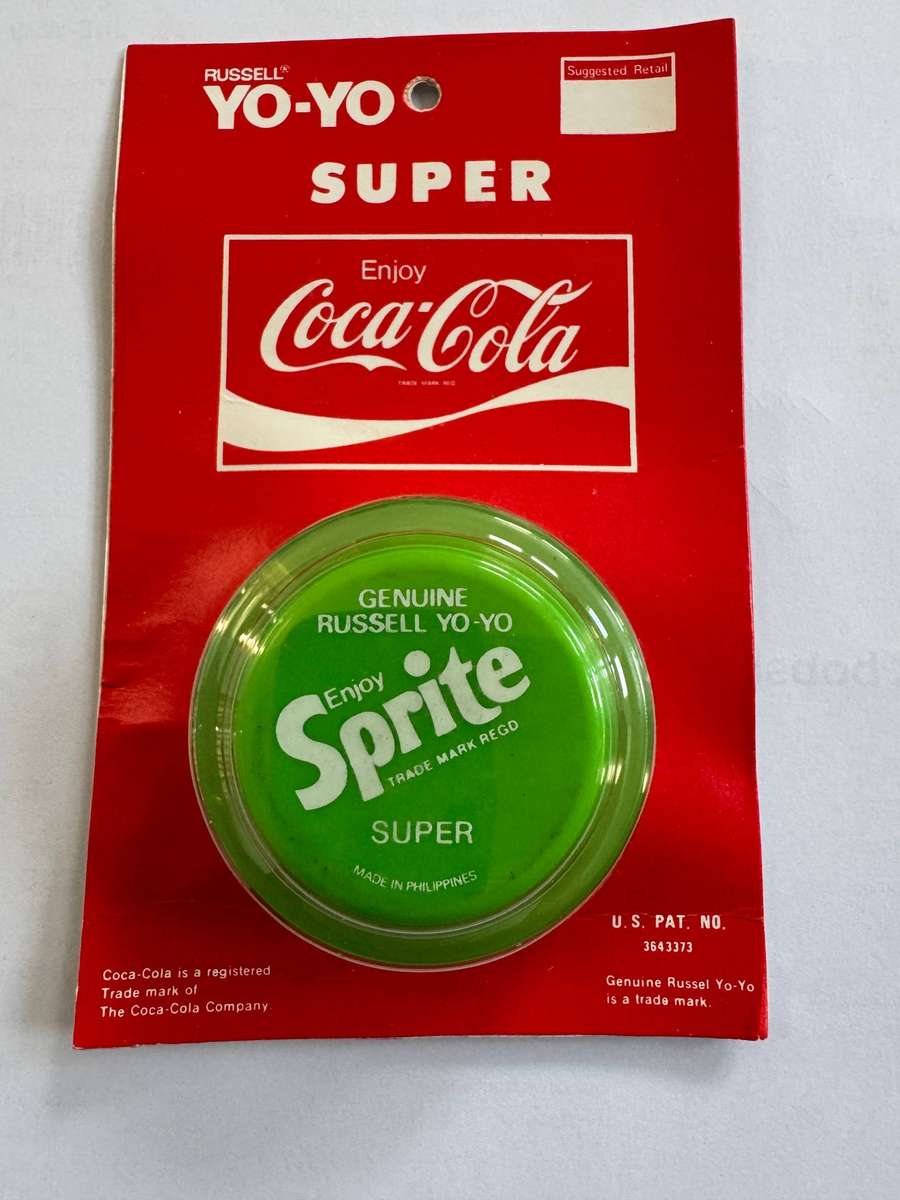 RUSSELL®
YO-YO
Suggested Retail
SUPER
Enjoy
Coca-Cola
TRADE MARK REG
GENUINE
RUSSELL YO-YO
Enjoy
Sprite
TRADE MARK REGD
SUPER
MADE IN PHILIPPINES
U.S. PAT. NO.
3643373
Coca-Cola is a registered
Trade mark of
The Coca-Cola Company.
Genuine Russel Yo-Yo
is a trade mark.